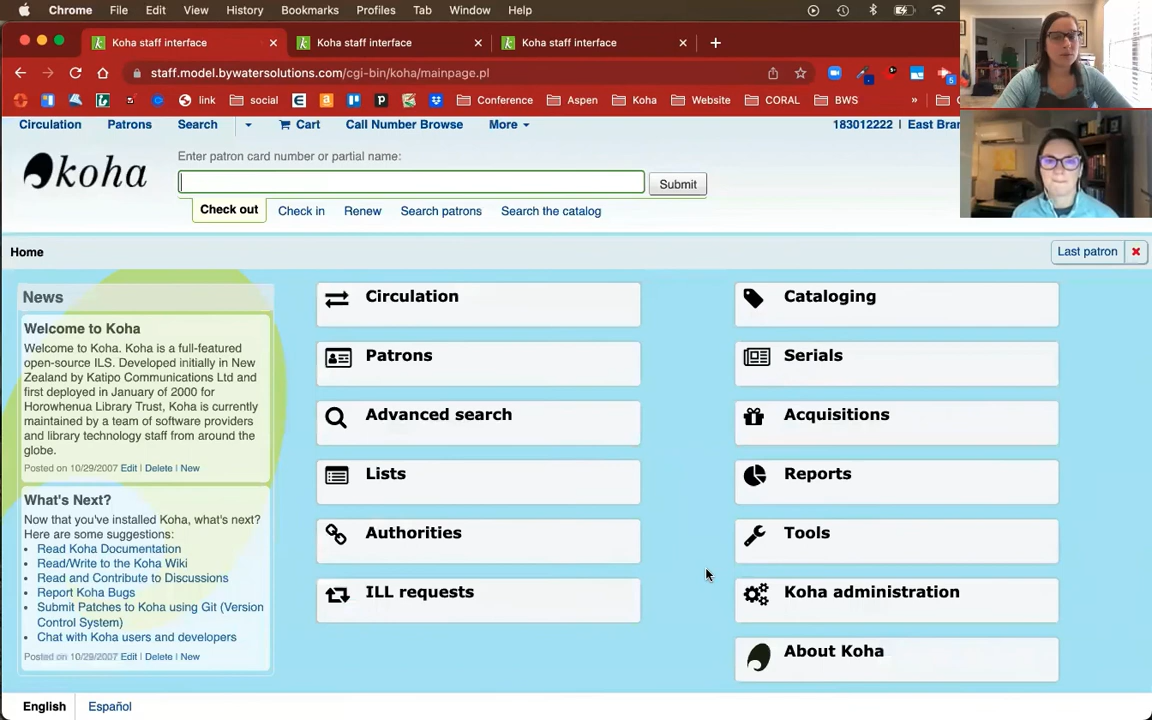 Chrome File Edit View History Bookmarks Profiles Tab Window Help
Koha staff interface Koha staff interface Koha staff interface
staff.model.bywatersolutions.com/cgi-bin/koha/mainpage.pl
link social Conference Aspen Koha Website CORAL BWS »
Circulation Patrons Search Cart Call Number Browse More 183012222 | East Bran
koha
Enter patron card number or partial name:
Submit
Check out Check in Renew Search patrons Search the catalog
Home
Last patron
News
Welcome to Koha
Welcome to Koha. Koha is a full-featured
open-source ILS. Developed initially in New
Zealand by Katipo Communications Ltd and
first deployed in January of 2000 for
Horowhenua Library Trust, Koha is currently
maintained by a team of software providers
and library technology staff from around the
globe.
Posted on 10/29/2007 Edit | Delete | New
What's Next?
Now that you've installed Koha, what's next?
Here are some suggestions:
• Read Koha Documentation
• Read/Write to the Koha Wiki
• Read and Contribute to Discussions
• Report Koha Bugs
• Submit Patches to Koha using Git (Version
Control System)
• Chat with Koha users and developers
Posted on 10/29/2007 Edit | Delete | New
Circulation
Patrons
Advanced search
Lists
Authorities
ILL requests
Cataloging
Serials
Acquisitions
Reports
Tools
Koha administration
About Koha
English Español